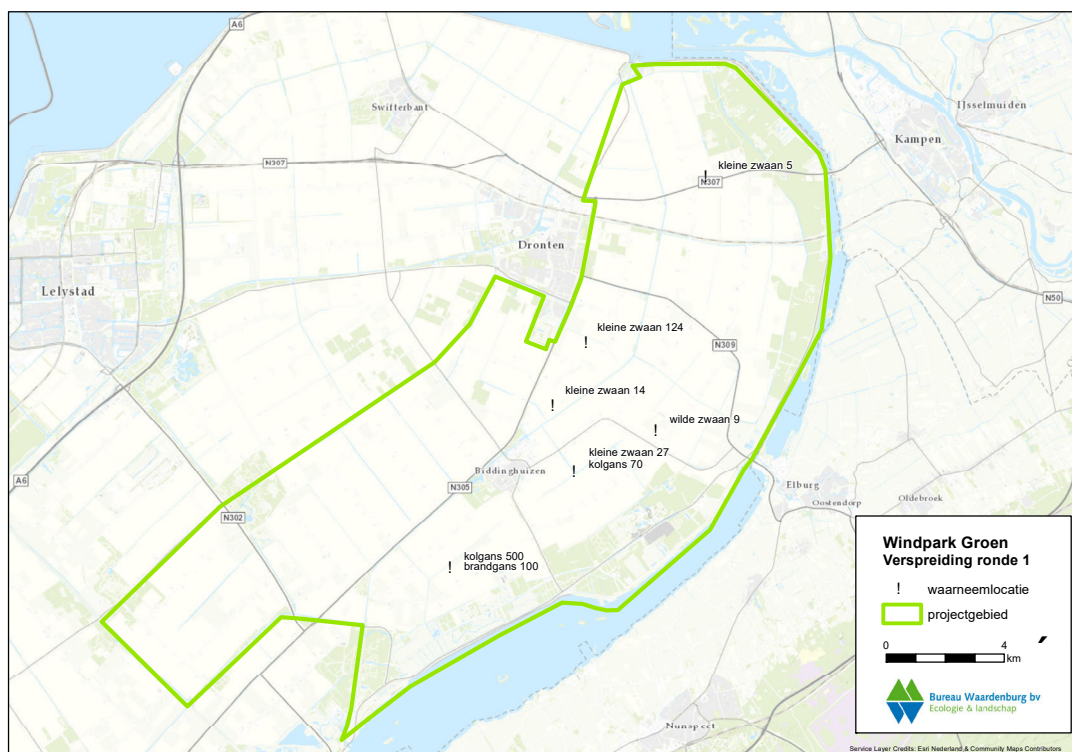 A6
Swifterbant
IJsselmuiden
Kampen
N307
kleine zwaan 5
!
N307
Dronten
Lelystad
N50
kleine zwaan 124
!
N309
kleine zwaan 14
!
wilde zwaan 9
!
kleine zwaan 27
kolgans 70
!
Biddinghuizen
A6
N305
Elburg
Oostendorp
Oldebroek
N302
kolgans 500
brandgans 100
!
Nunspeet
Windpark Groen
Verspreiding ronde 1
! waarneemlocatie
projectgebied
0 4
km
Bureau Waardenburg bv
Ecologie & landschap
Service Layer Credits: Esri Nederland & Community Maps Contributors